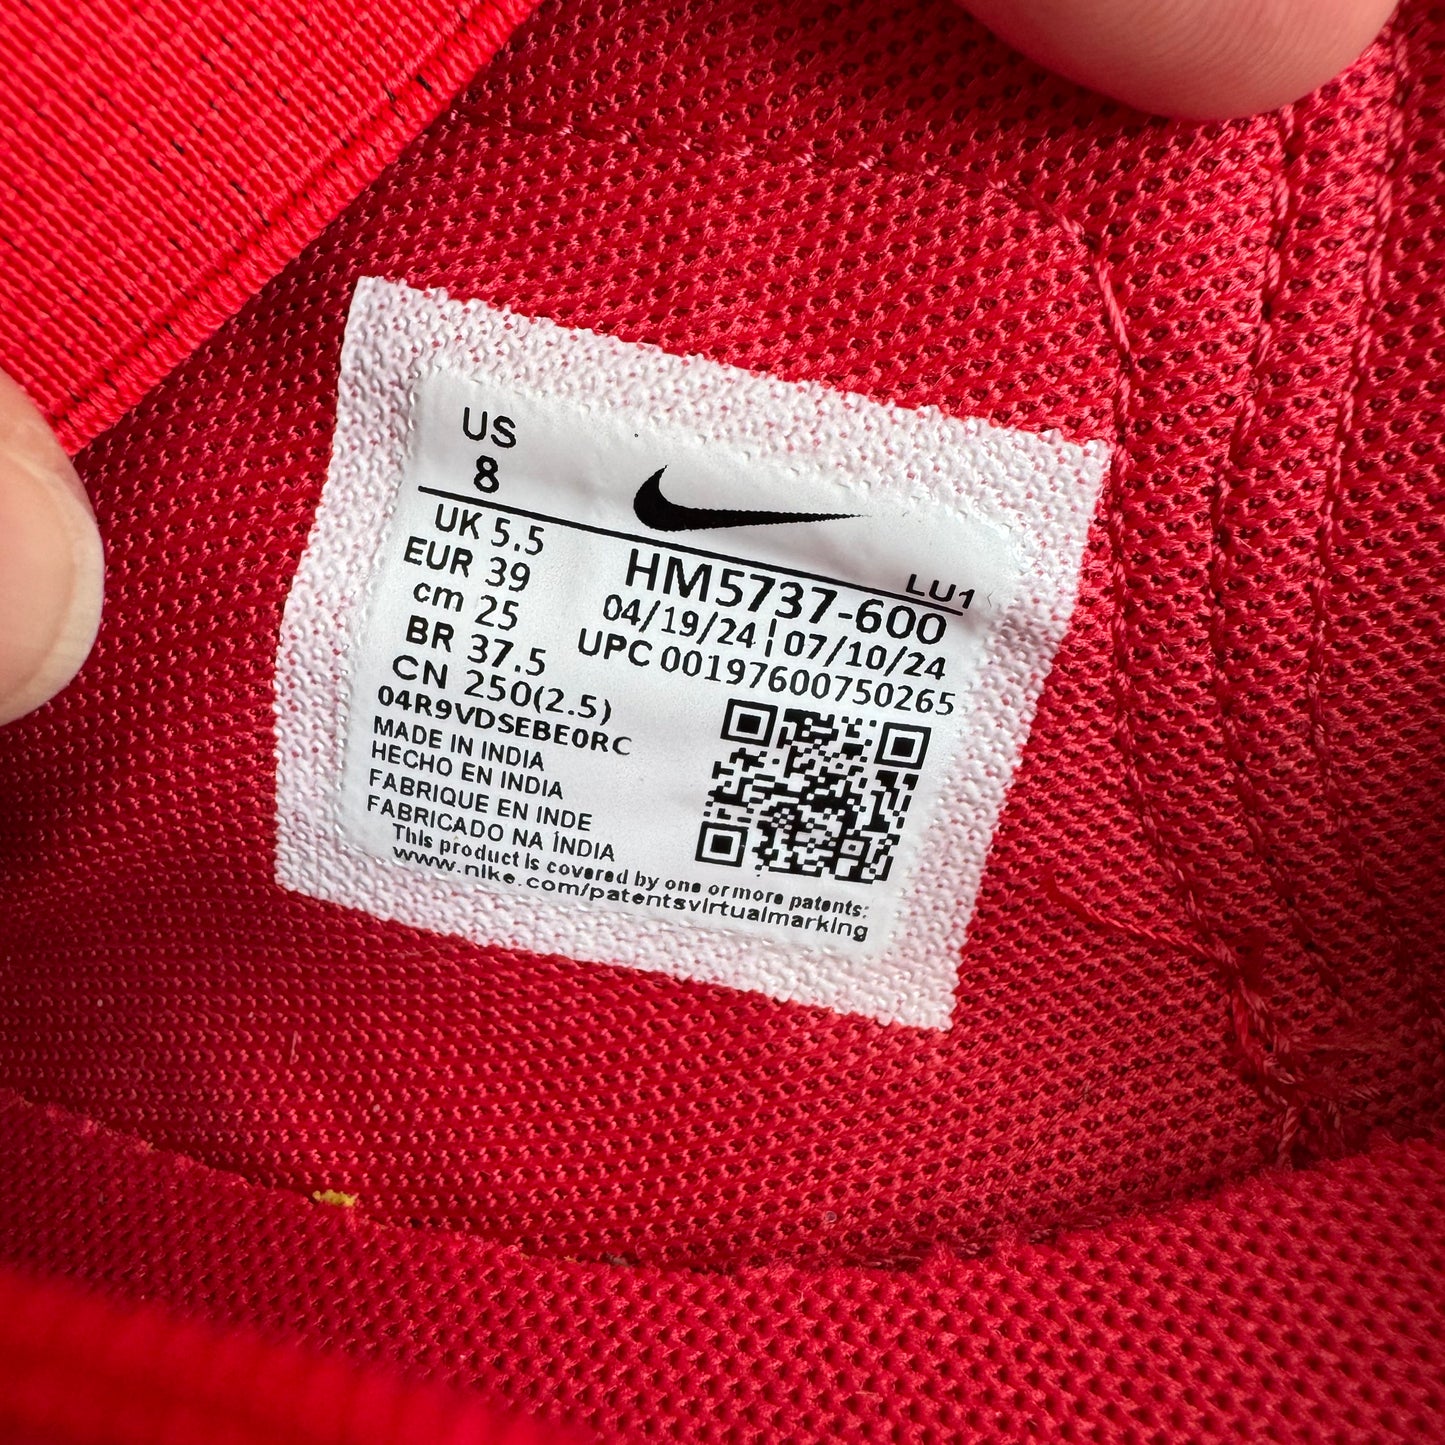 US
8
LU1
UK 5.5
EUR 39
cm 25
BR 37.5
CN 250(2.5)
HM5737-600
04/19/24 | 07/10/24
UPC 00197600750265
04R9VDSEBE0RC
MADE IN INDIA
HECHO EN INDIA
FABRIQUE EN INDE
FABRICADO NA ÍNDIA
This product is covered by one or more patents:
www.nike.com/patentsvirtualmarking